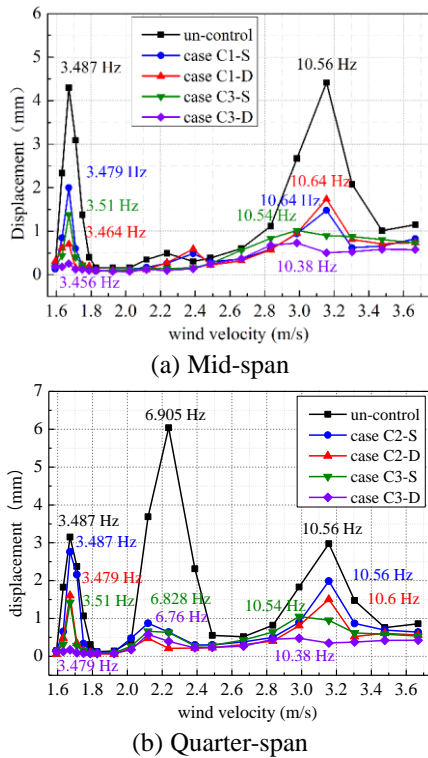 Displacement (mm)
6
5
4
3
2
1
0
un-control
case C1-S
case C1-D
case C3-S
case C3-D
3.487 Hz
3.479 Hz
3.51 Hz
3.464 Hz
3.456 Hz
10.56 Hz
10.64 Hz
10.64 Hz
10.54 Hz
10.38 Hz
1.6 1.8 2.0 2.2 2.4 2.6 2.8 3.0 3.2 3.4 3.6
wind velocity (m/s)
(a) Mid-span
displacement (mm)
7
6
5
4
3
2
1
0
un-control
case C2-S
case C2-D
case C3-S
case C3-D
6.905 Hz
3.487 Hz
3.487 Hz
3.479 Hz
3.51 Hz
3.479 Hz
6.828 Hz
6.76 Hz
10.56 Hz
10.56 Hz
10.6 Hz
10.54 Hz
10.38 Hz
1.6 1.8 2.0 2.2 2.4 2.6 2.8 3.0 3.2 3.4 3.6
wind velocity (m/s)
(b) Quarter-span